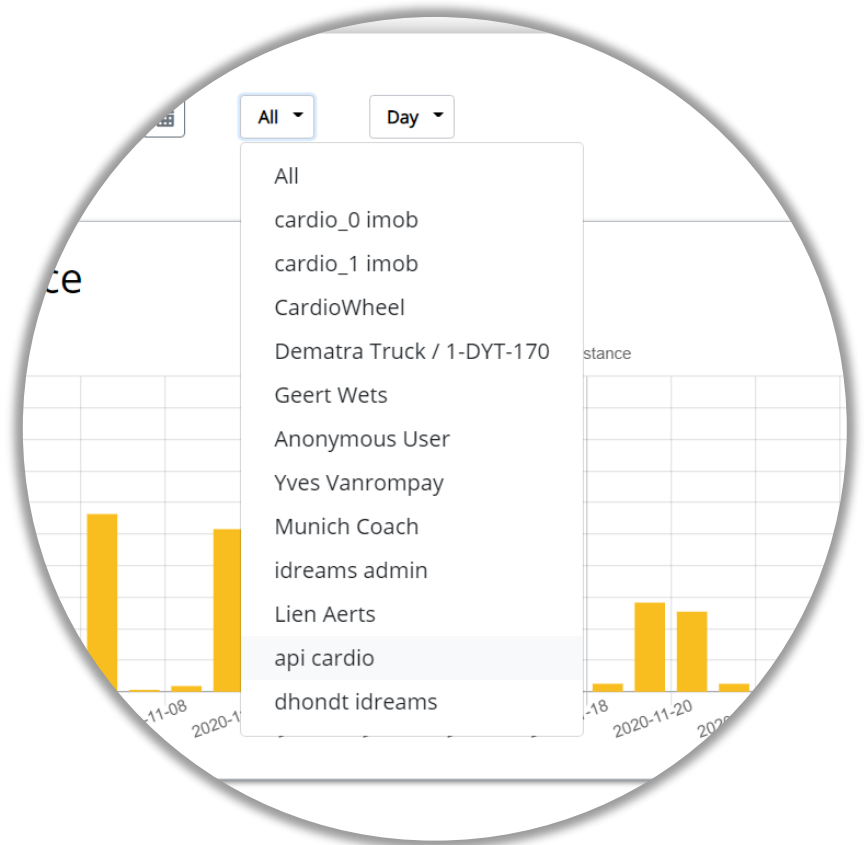 All
Day
All
cardio_0 imob
cardio_1 imob
CardioWheel
Dematra Truck / 1-DYT-170
Geert Wets
Anonymous User
Yves Vanrompay
Munich Coach
idreams admin
Lien Aerts
api cardio
dhondt idreams
ce
stance
-11-08
2020-1
-18
2020-11-20
202